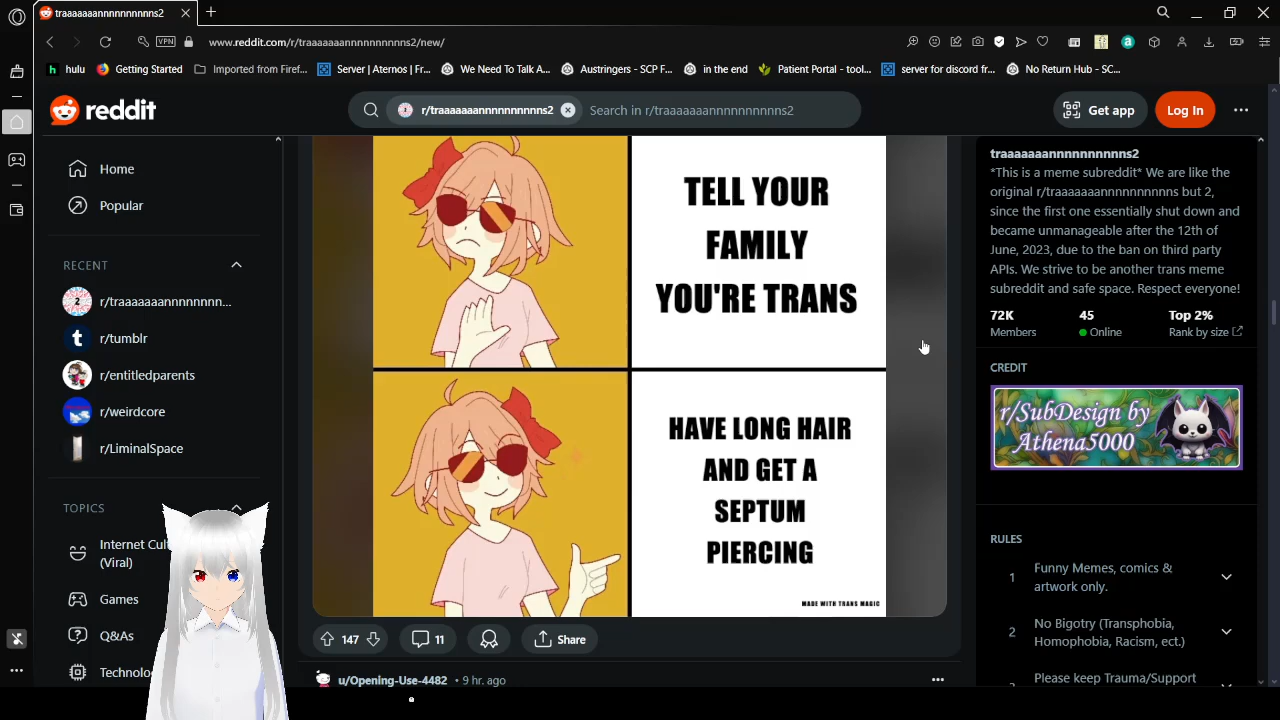 traaaaaaannnnnnnnnns2
www.reddit.com/r/traaaaaaannnnnnnnnns2/new/
VPN
hulu
Getting Started
Imported from Firef...
Server | Aternos | Fr...
We Need To Talk A...
Austringers - SCP F...
in the end
Patient Portal - tool...
server for discord fr...
No Return Hub - SC...
reddit
r/traaaaaaannnnnnnnnns2
Search in r/traaaaaaannnnnnnnnns2
Get app
Log In
Home
Popular
RECENT
r/traaaaaaannnnnnn...
r/tumblr
r/entitledparents
r/weirdcore
r/LiminalSpace
TOPICS
Internet Cul
(Viral)
Games
Q&As
Technolo
TELL YOUR
FAMILY
YOU'RE TRANS
HAVE LONG HAIR
AND GET A
SEPTUM
PIERCING
MADE WITH TRANS MAGIC
147
11
Share
u/Opening-Use-4482 • 9 hr. ago
traaaaaaannnnnnnnnns2
*This is a meme subreddit* We are like the
original r/traaaaaaannnnnnnnnns but 2,
since the first one essentially shut down and
became unmanageable after the 12th of
June, 2023, due to the ban on third party
APIs. We strive to be another trans meme
subreddit and safe space. Respect everyone!
72K
Members
45
Online
Top 2%
Rank by size
CREDIT
r/SubDesign by
Athena5000
RULES
1
Funny Memes, comics &
artwork only.
2
No Bigotry (Transphobia,
Homophobia, Racism, ect.)
Please keep Trauma/Support